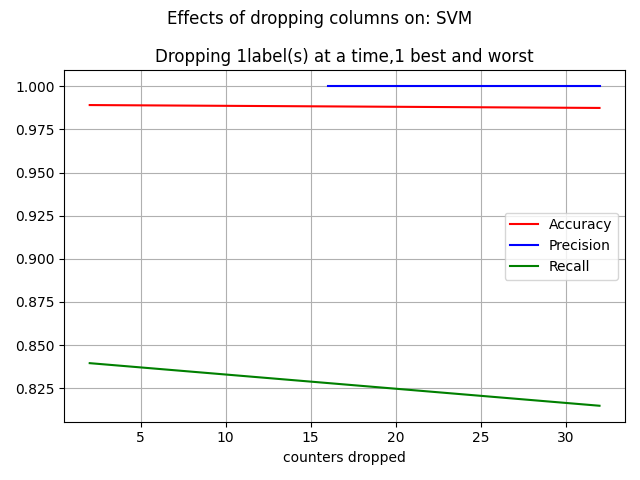 Effects of dropping columns on: SVM
Dropping 1label(s) at a time,1 best and worst
1.000
0.975
0.950
0.925
0.900
0.875
0.850
0.825
Accuracy
Precision
Recall
5 10 15 20 25 30
counters dropped